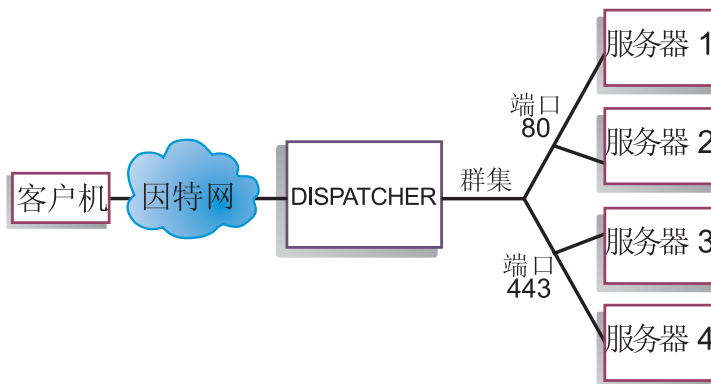 客户机
因特网
DISPATCHER
群集
端口
80
端口
443
服务器 1
服务器 2
服务器 3
服务器 4